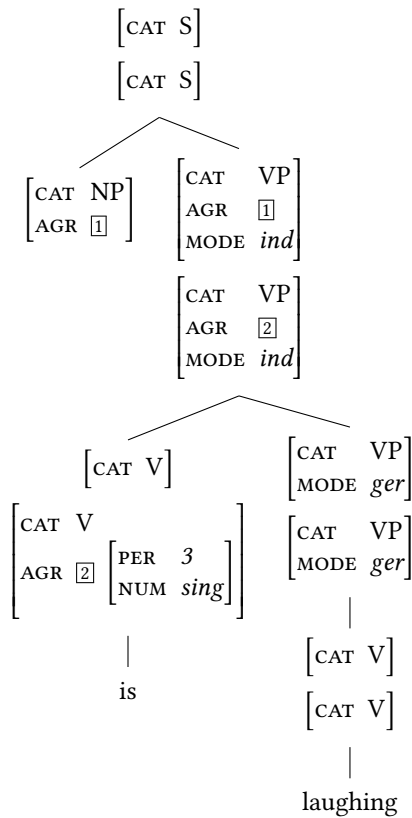 [CAT S]
[CAT S]
[CAT NP
AGR 1]
[CAT VP
AGR 1
MODE ind]
[CAT VP
AGR 2
MODE ind]
[CAT V]
[CAT VP
MODE ger]
[CAT V
AGR 2 [PER 3
NUM sing]]
[CAT VP
MODE ger]
is
[CAT V]
[CAT V]
laughing